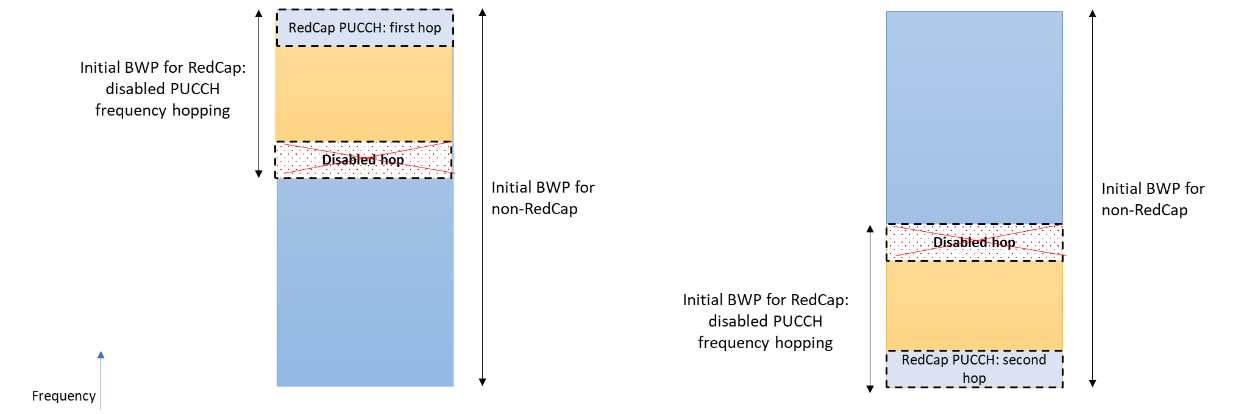 RedCap PUCCH: first hop
Initial BWP for RedCap:
disabled PUCCH
frequency hopping
Disabled hop
Initial BWP for
non-RedCap
Frequency
Initial BWP for
non-RedCap
Disabled hop
Initial BWP for RedCap:
disabled PUCCH
frequency hopping
RedCap PUCCH: second
hop